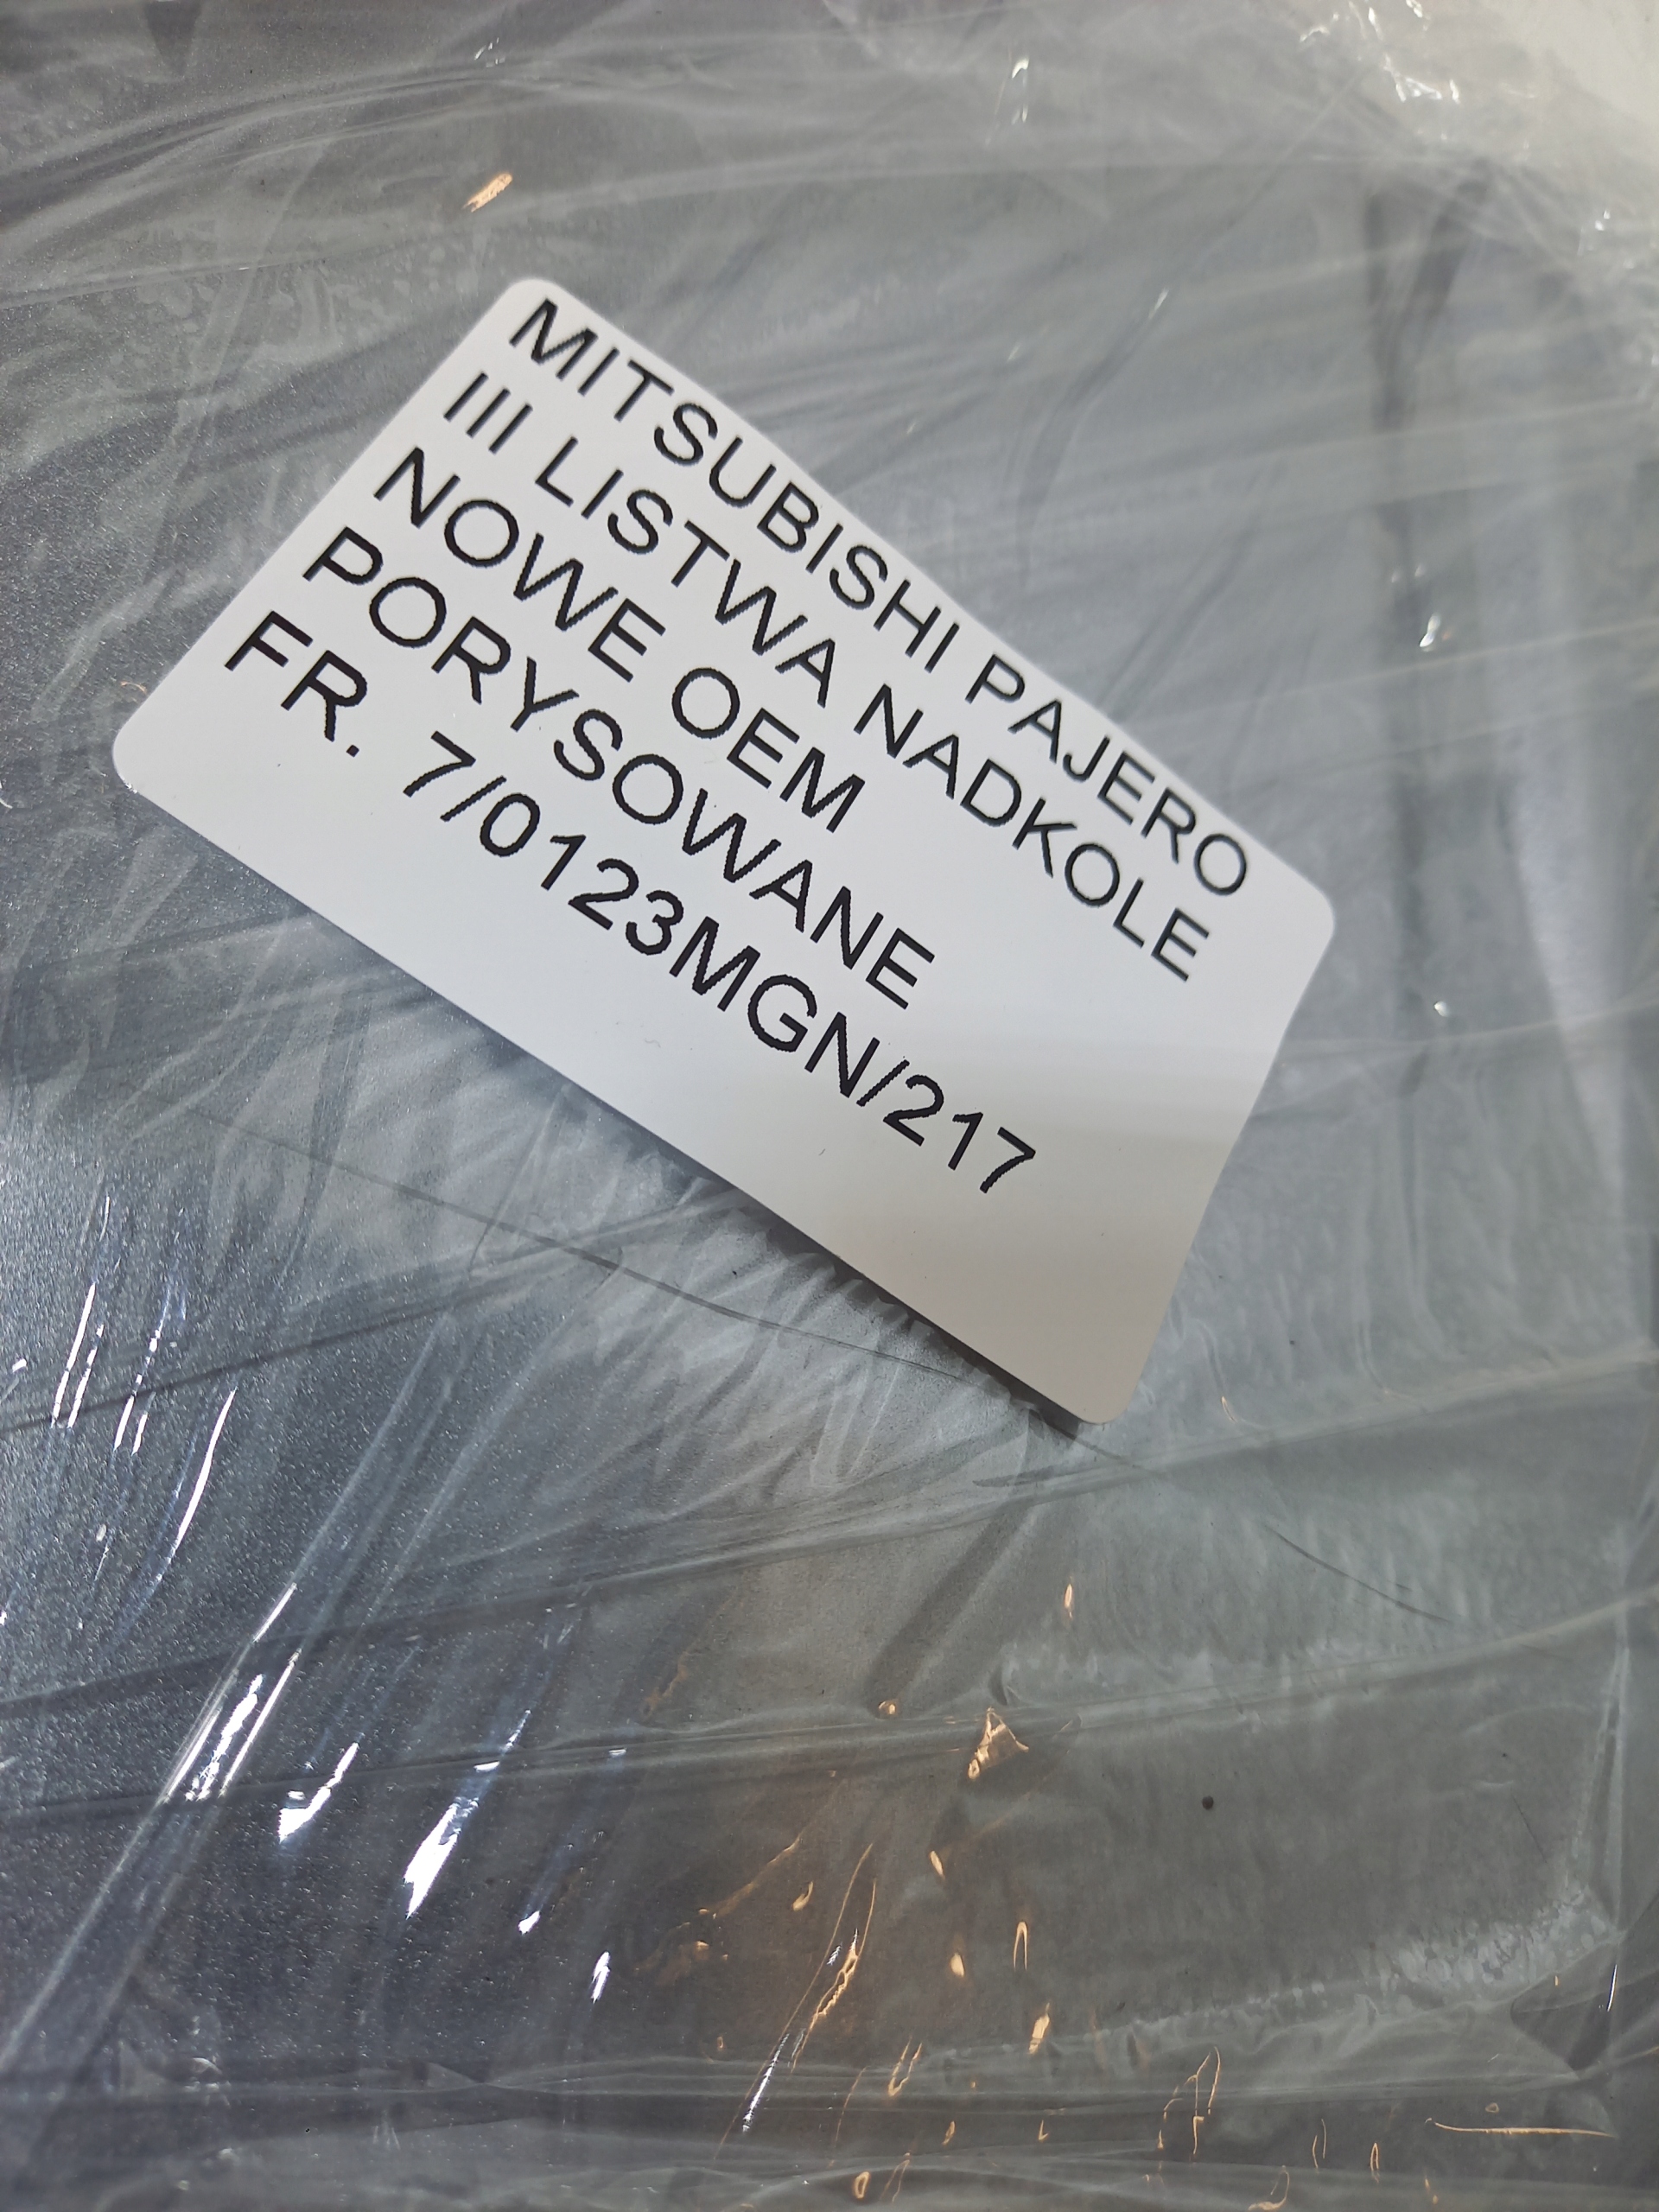 MITSUBISHI PAJERO
III LISTWA NADKOLE
NOWE OEM
PORYSOWANE
FR. 7/0123MGN/217